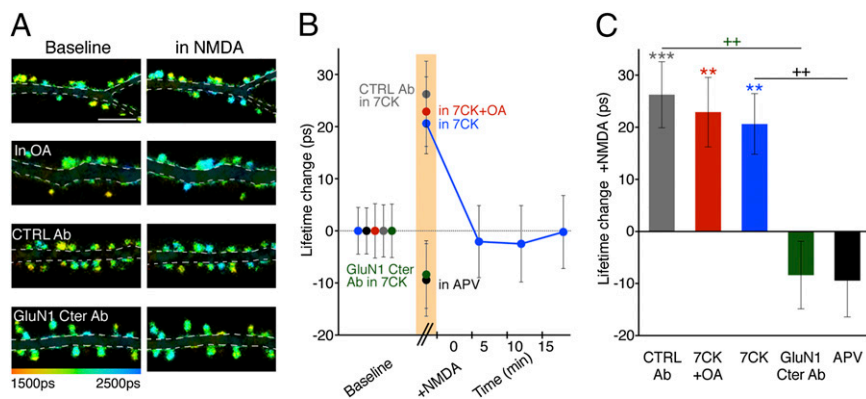 A
Baseline
in NMDA
In OA
CTRL Ab
GluN1 Cter Ab
1500ps
2500ps
B
Lifetime change (ps)
30
20
10
0
-10
-20
CTRL Ab
in 7CK
in 7CK+OA
in 7CK
GluN1 Cter
Ab in 7CK
in APV
0
5
10
15
Baseline
+NMDA
Time (min)
C
Lifetime change +NMDA (ps)
30
20
10
0
-10
-20
++
***
**
**
++
CTRL
Ab
7CK
+OA
7CK
GluN1
Cter Ab
APV